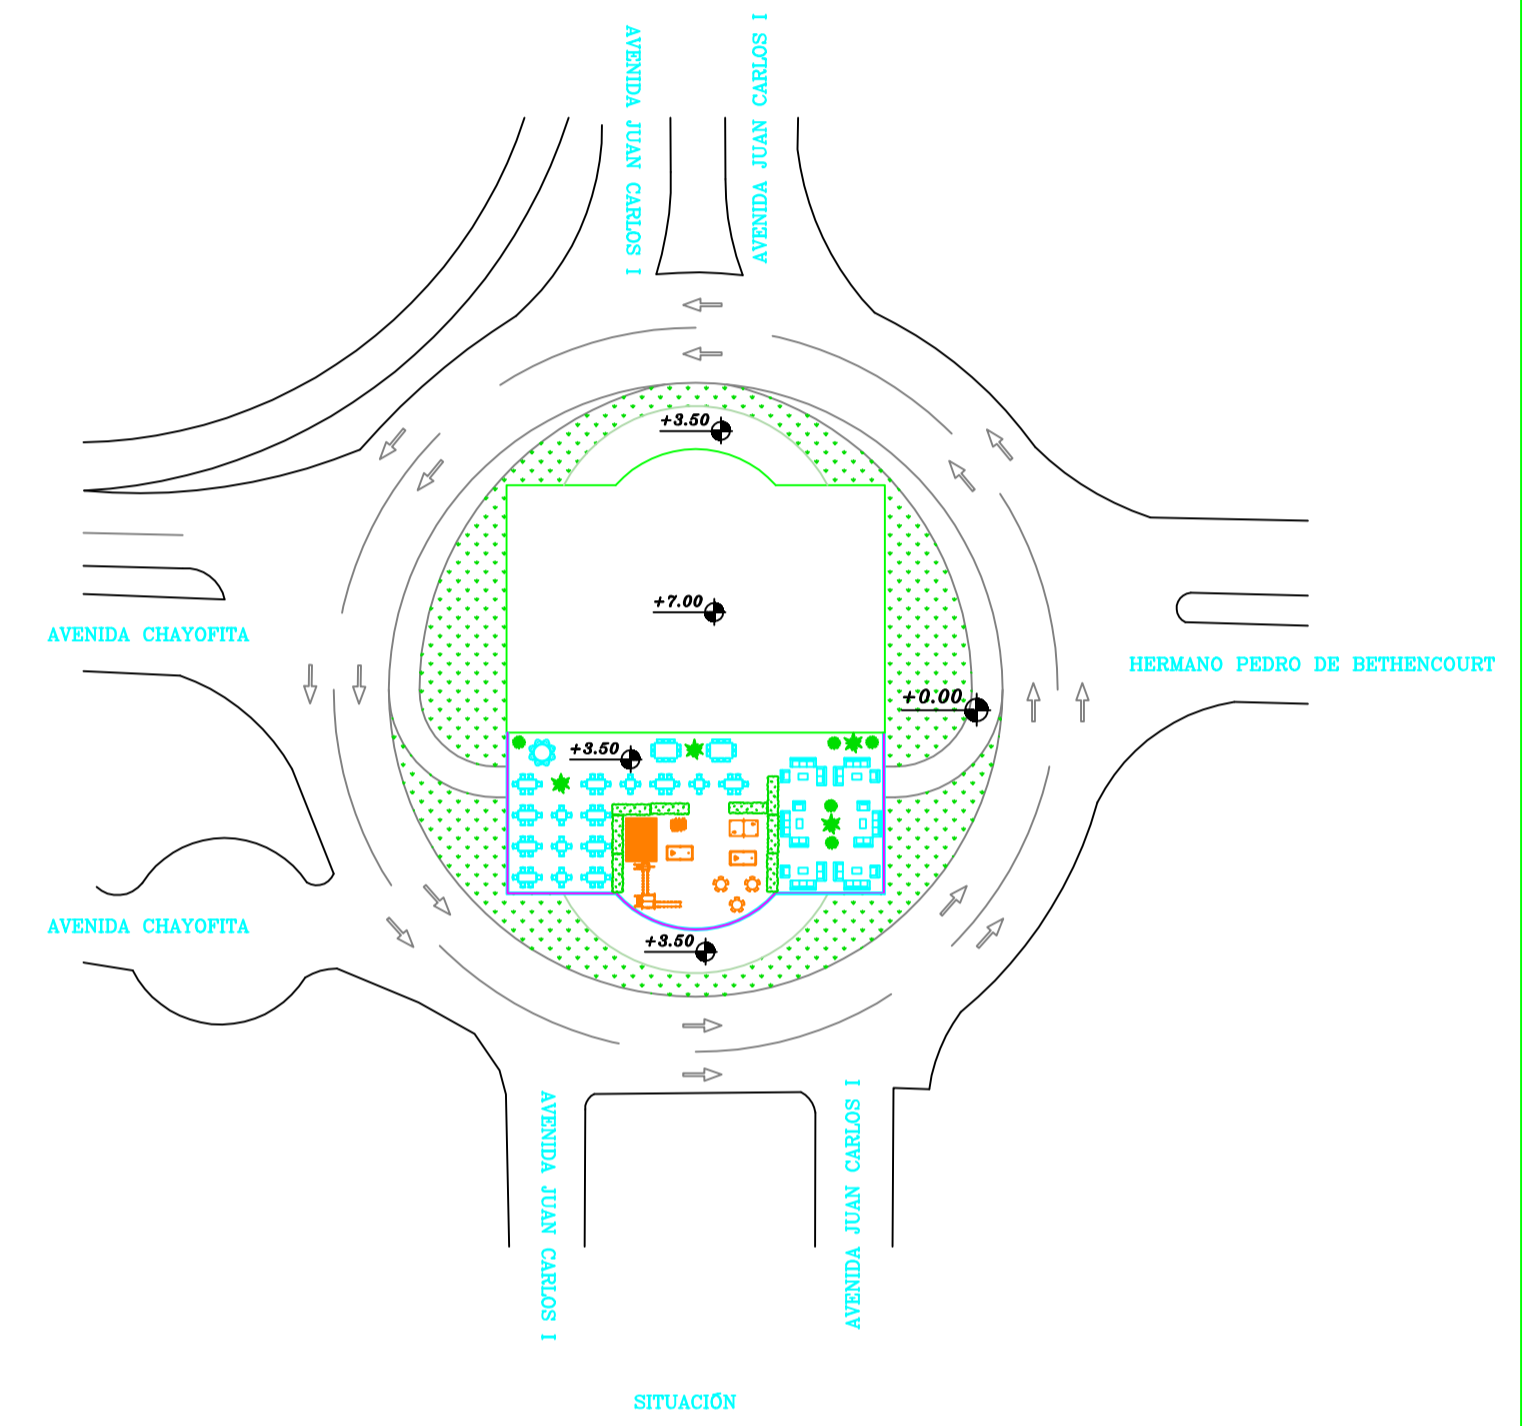 AVENIDA JUAN CARLOS I
AVENIDA JUAN CARLOS I
+3.50
+7.00
AVENIDA CHAYOFITA
HERMANO PEDRO DE BETHENCOURT
+0.00
+3.50
AVENIDA CHAYOFITA
+3.50
AVENIDA JUAN CARLOS I
AVENIDA JUAN CARLOS I
SITUACIÓN